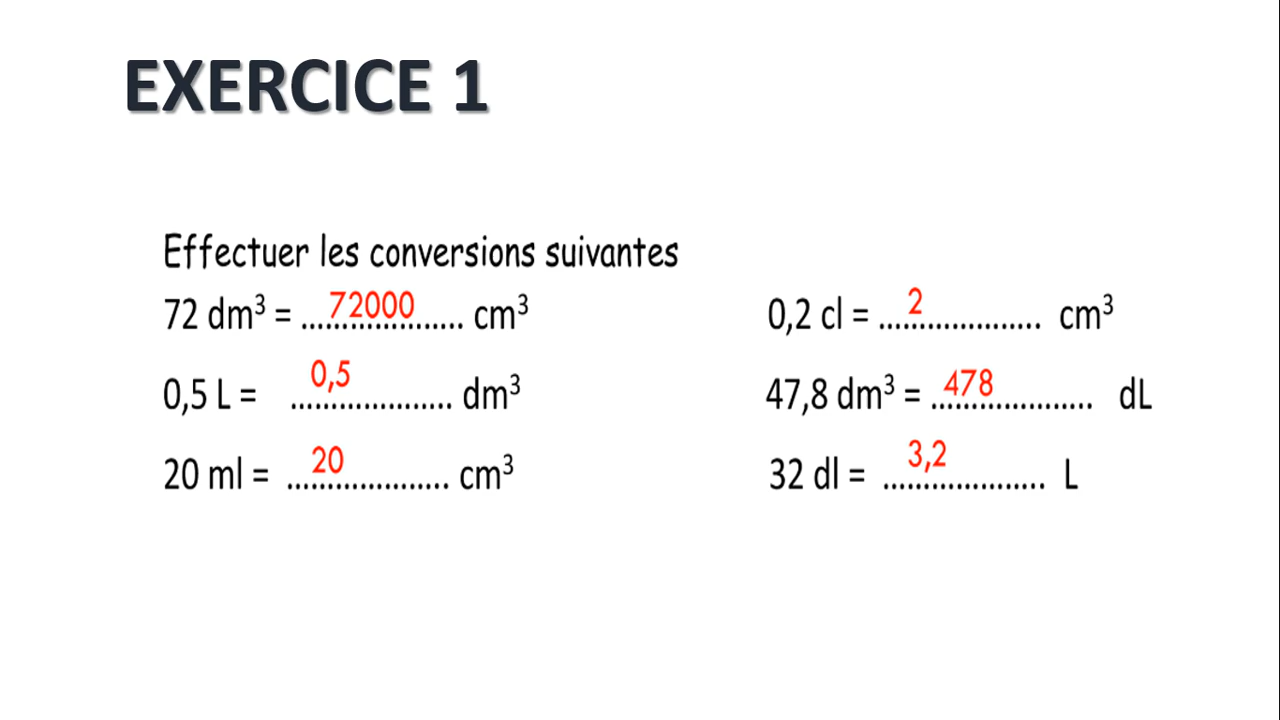 EXERCICE 1
Effectuer les conversions suivantes
72 dm³ = ....72000.... cm³
0,2 cl = ....2.... cm³
0,5 L = ....0,5.... dm³
47,8 dm³ = ....478.... dL
20 ml = ....20.... cm³
32 dl = ....3,2.... L